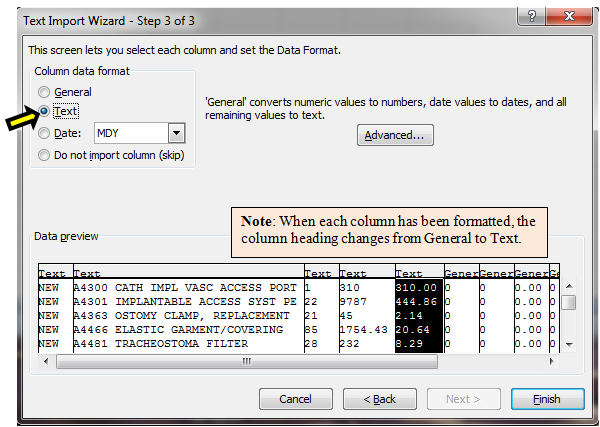 Text Import Wizard - Step 3 of 3
This screen lets you select each column and set the Data Format.
Column data format
General
Text
Date: MDY
Do not import column (skip)
'General' converts numeric values to numbers, date values to dates, and all
remaining values to text.
Advanced...
Note: When each column has been formatted, the
column heading changes from General to Text.
Data preview
Text Text Text Text Text Gener Gener Gener Ge
NEW A4300 CATH IMPL VASC ACCESS PORT 1 310 310.00 0 0 0.00 0
NEW A4301 IMPLANTABLE ACCESS SYST PE 22 9787 444.86 0 0 0.00 0
NEW A4363 OSTOMY CLAMP, REPLACEMENT 21 45 2.14 0 0 0.00 0
NEW A4466 ELASTIC GARMENT/COVERING 85 1754.43 20.64 0 0 0.00 0
NEW A4481 TRACHEOSTOMA FILTER 28 232 8.29 0 0 0.00 0
Cancel < Back Next > Finish